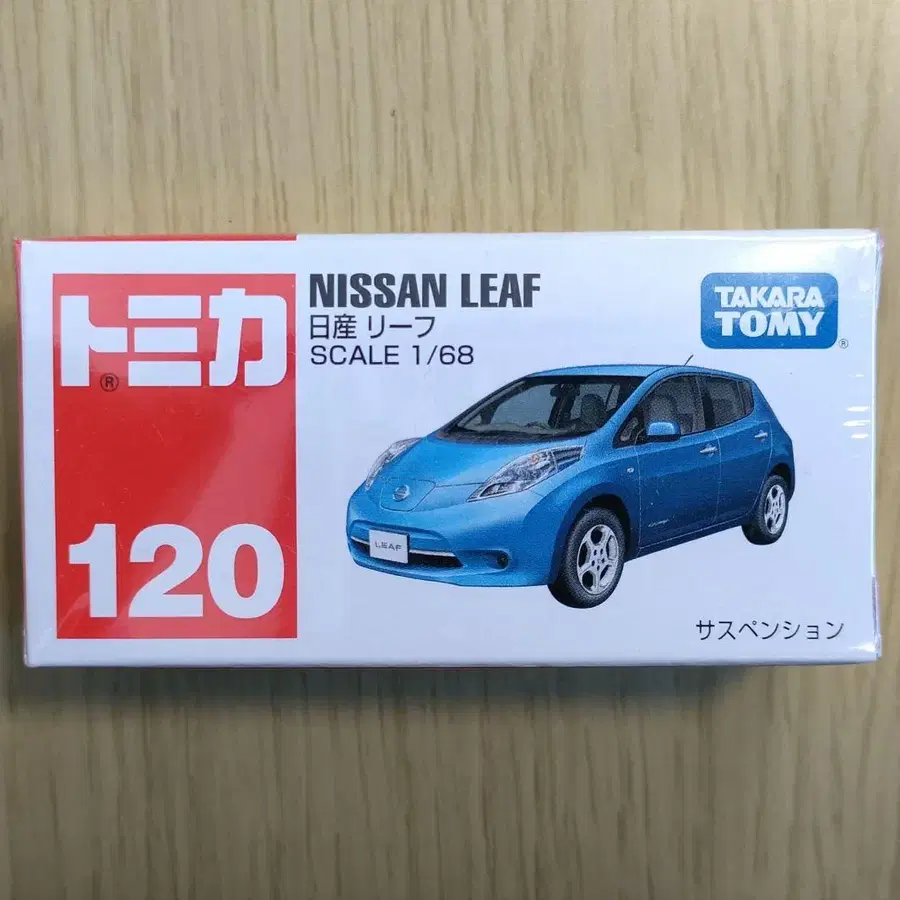 トミカ
®
120
NISSAN LEAF
日産 リーフ
SCALE 1/68
TAKARA
TOMY
®
LEAF
サスペンション